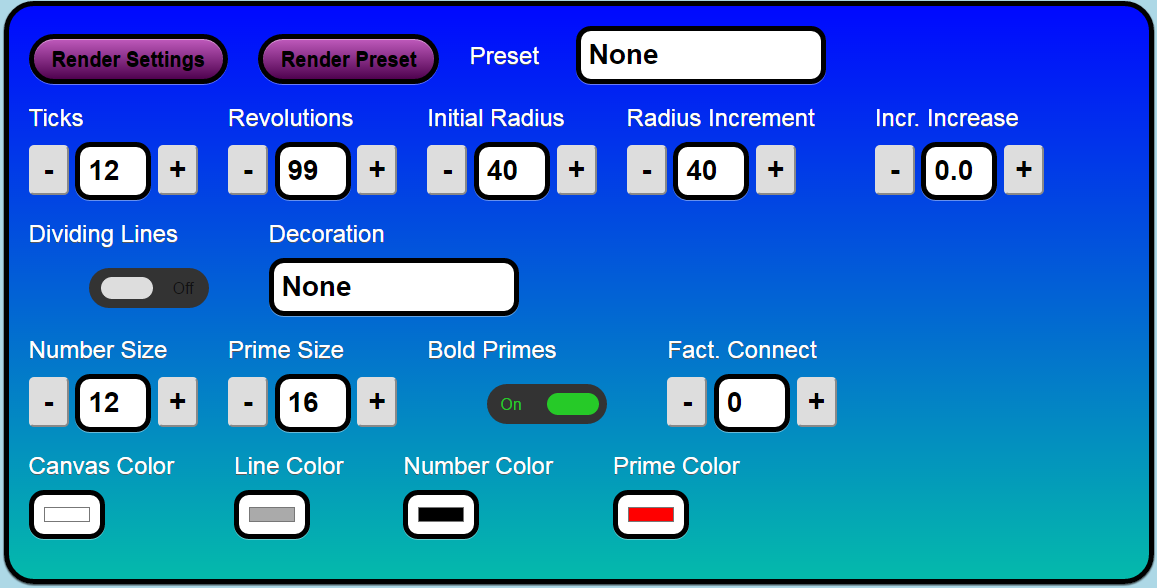 Render Settings Render Preset Preset None
Ticks Revolutions Initial Radius Radius Increment Incr. Increase
- 12 + - 99 + - 40 + - 40 + - 0.0 +
Dividing Lines Decoration
Off None
Number Size Prime Size Bold Primes Fact. Connect
- 12 + - 16 + On - 0 +
Canvas Color Line Color Number Color Prime Color